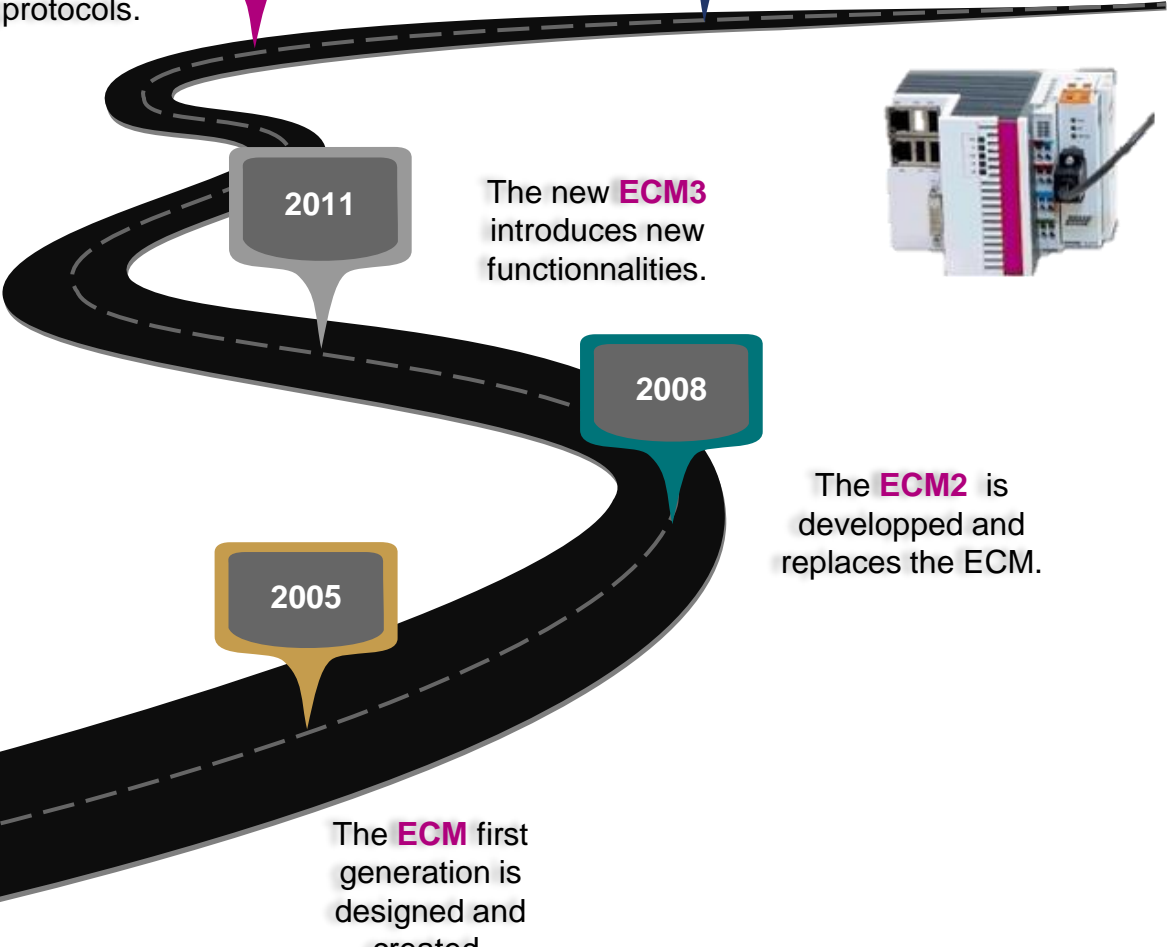 protocols.
2011
The new ECM3
introduces new
functionnalities.
2008
The ECM2 is
developped and
replaces the ECM.
2005
The ECM first
generation is
designed and
created